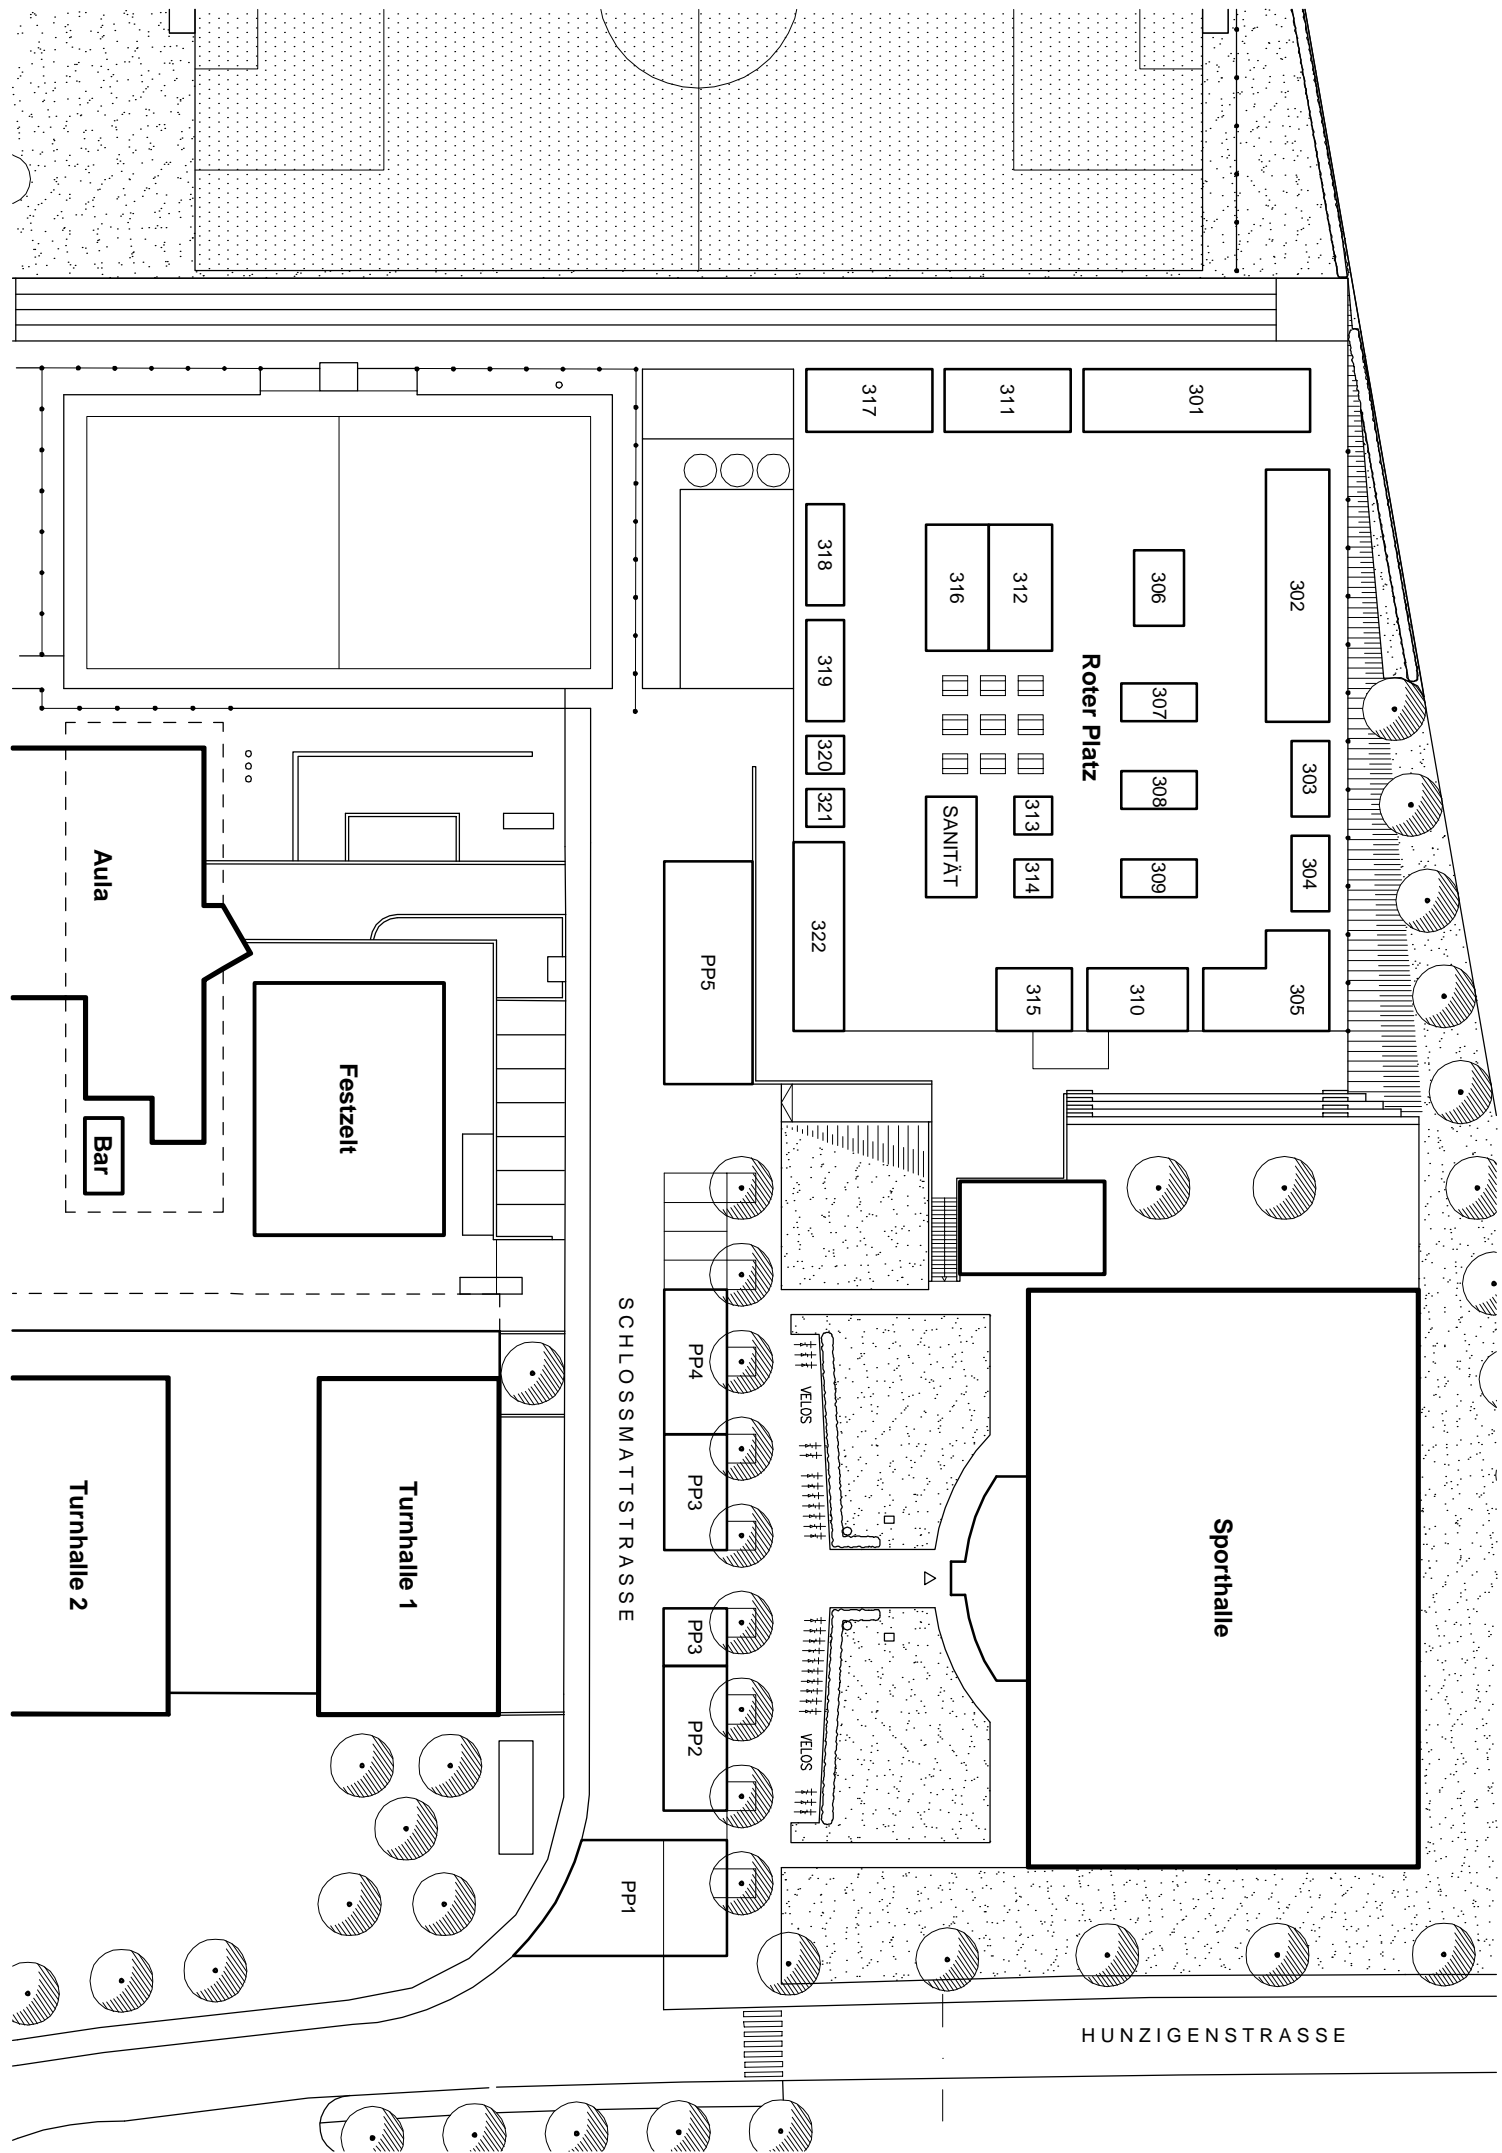 317
311
301
302
318
316
312
306
319
Roter Platz
307
320
321
308
303
313
SANITÄT
314
309
304
322
PP5
315
310
305
Aula
Festzelt
Bar
SCHLOSSMATTSTRASSE
PP4
VELOS
PP3
Turnhalle 2
Turnhalle 1
Sporthalle
PP3
PP2
VELOS
PP1
HUNZIGENSTRASSE